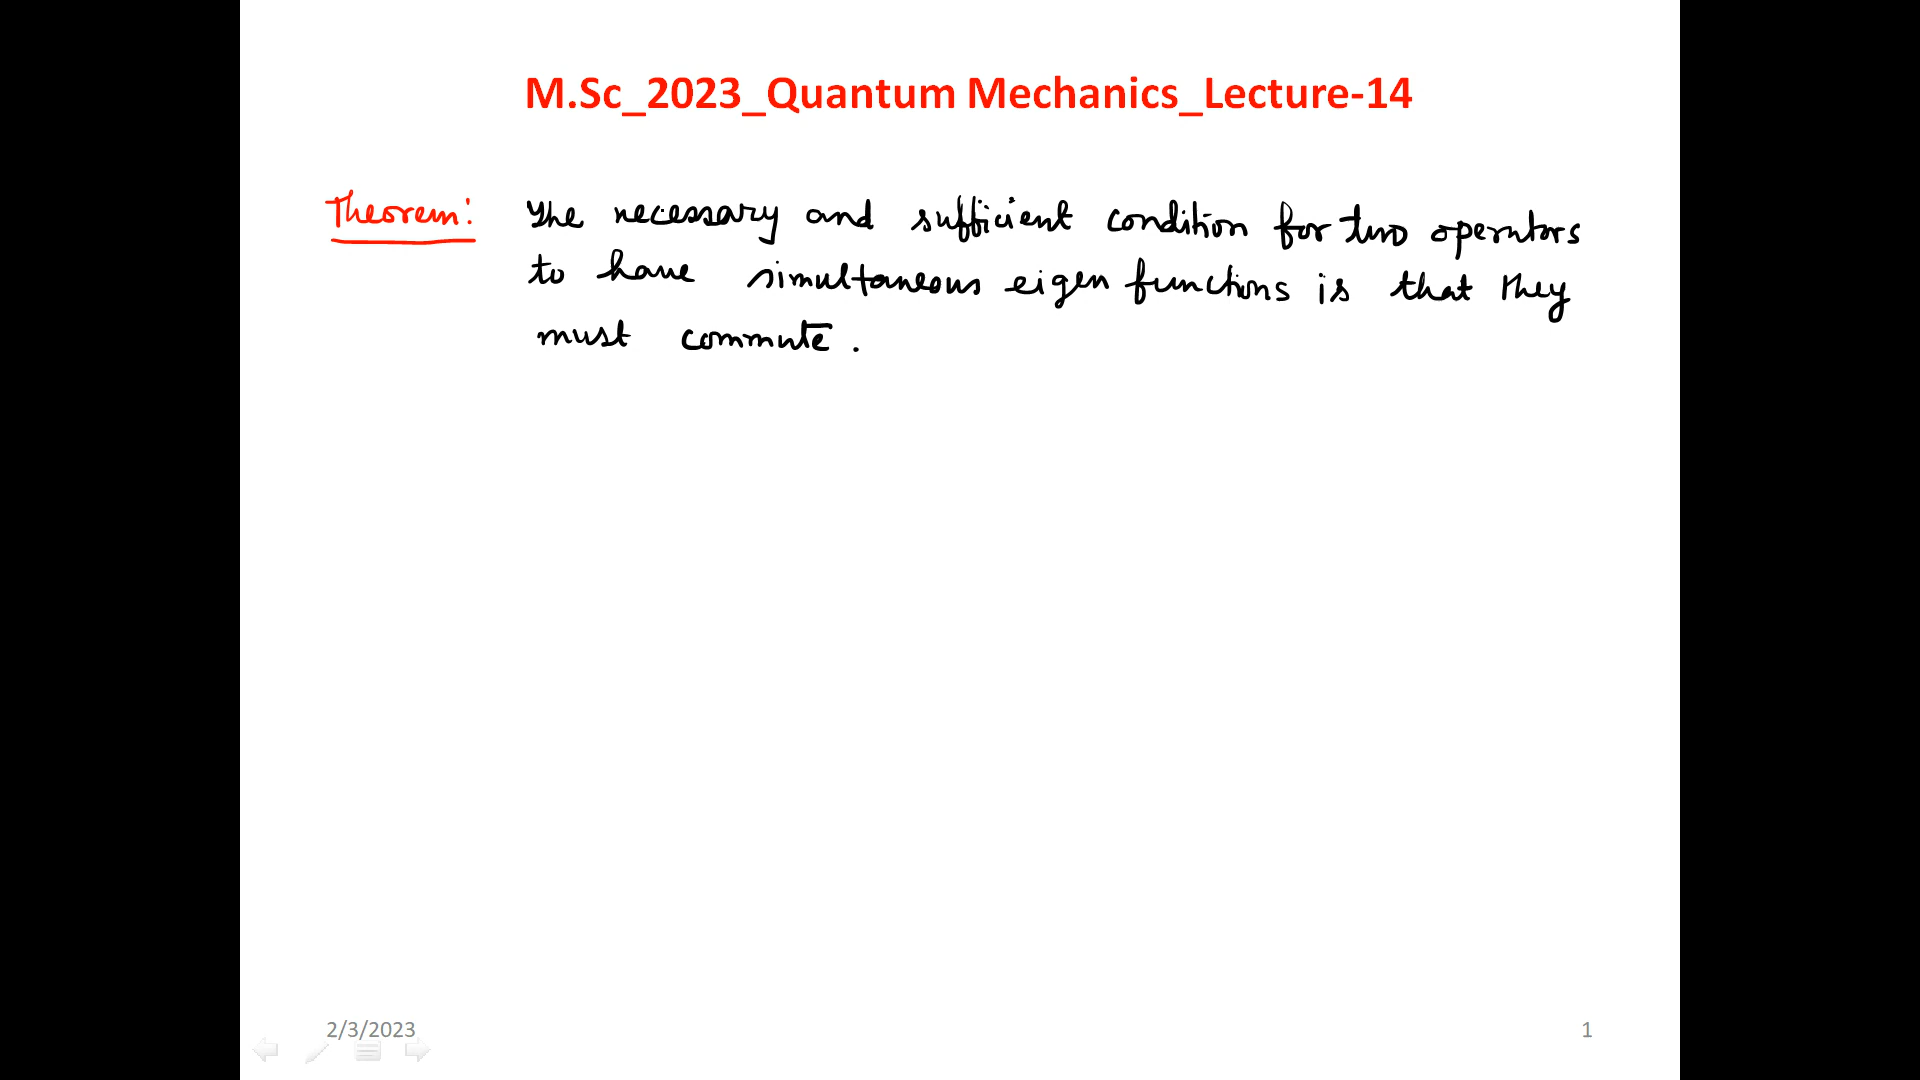 M.Sc_2023_Quantum Mechanics_Lecture-14
Theorem: The necessary and sufficient condition for two operators
to have simultaneous eigen functions is that they
must commute.
2/3/2023
1